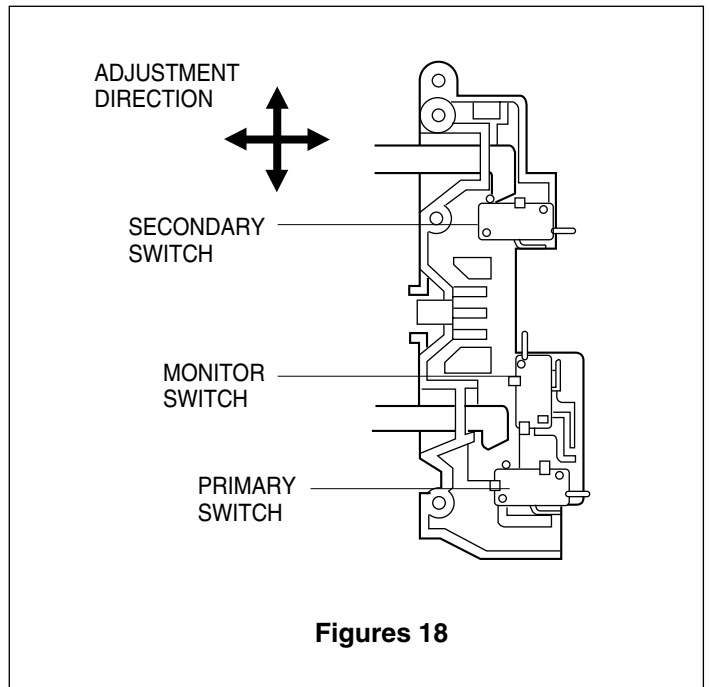 ADJUSTMENT
DIRECTION
SECONDARY
SWITCH
MONITOR
SWITCH
PRIMARY
SWITCH
Figures 18